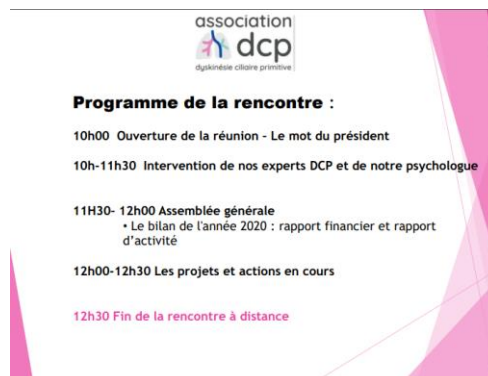 association
dcp
dyskinésie ciliaire primitive
Programme de la rencontre :
10h00 Ouverture de la réunion - Le mot du président
10h-11h30 Intervention de nos experts DCP et de notre psychologue
11H30- 12h00 Assemblée générale
• Le bilan de l'année 2020 : rapport financier et rapport
d'activité
12h00-12h30 Les projets et actions en cours
12h30 Fin de la rencontre à distance